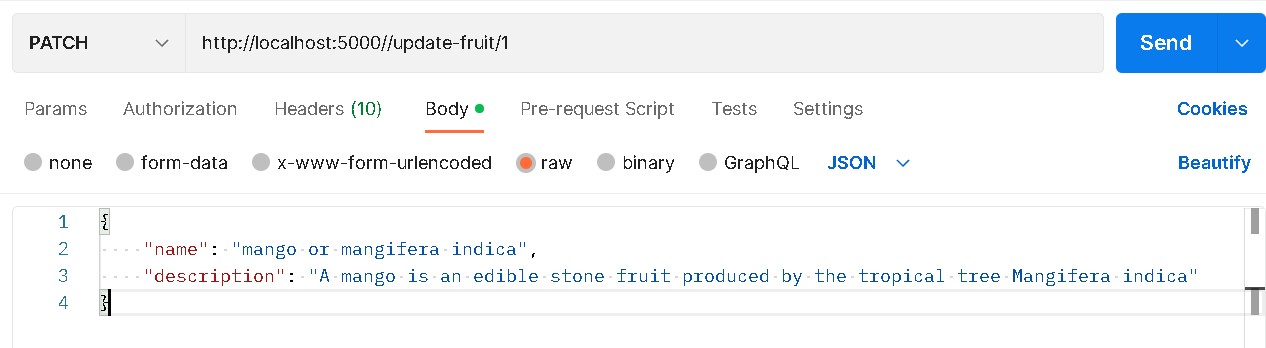 PATCH http://localhost:5000//update-fruit/1 Send
Params Authorization Headers (10) Body Pre-request Script Tests Settings Cookies
none form-data x-www-form-urlencoded raw binary GraphQL JSON Beautify
1 {
2 "name": "mango or mangifera indica",
3 "description": "A mango is an edible stone fruit produced by the tropical tree Mangifera indica"
4 }